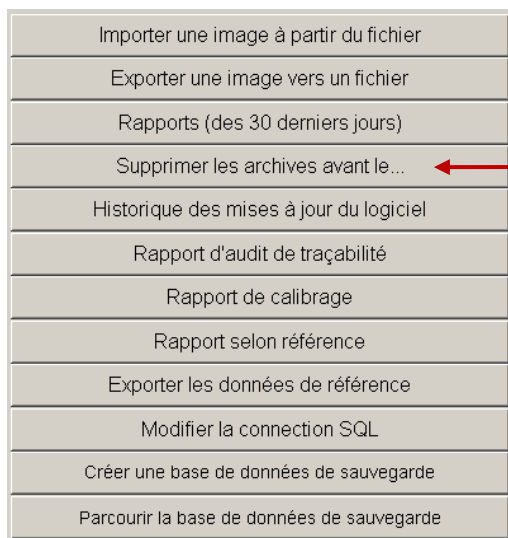 Importer une image à partir du fichier
Exporter une image vers un fichier
Rapports (des 30 derniers jours)
Supprimer les archives avant le...
Historique des mises à jour du logiciel
Rapport d'audit de traçabilité
Rapport de calibrage
Rapport selon référence
Exporter les données de référence
Modifier la connection SQL
Créer une base de données de sauvegarde
Parcourir la base de données de sauvegarde